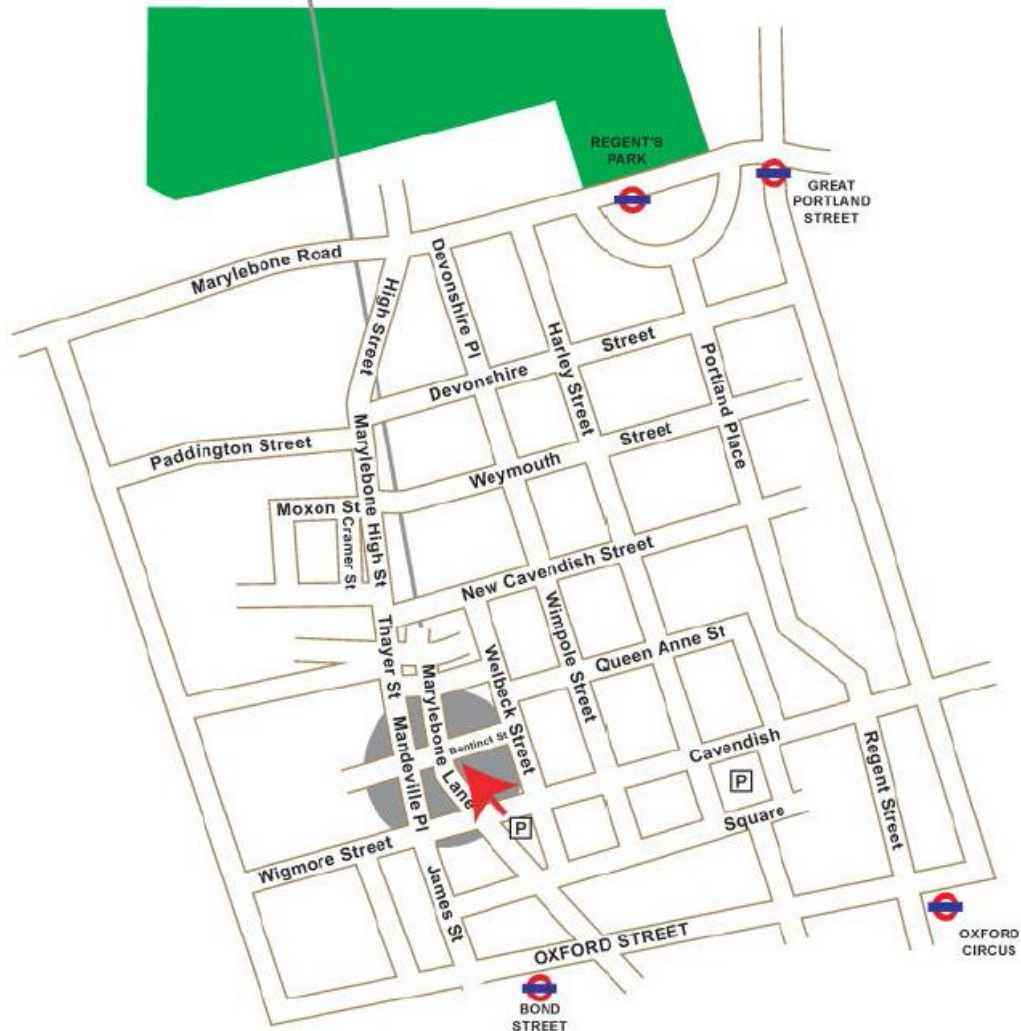 REGENT'S
PARK
GREAT
PORTLAND
STREET
Marylebone Road
High Street
Devonshire Pl
Harley Street
Devonshire Street
Portland Place
Paddington Street
Marylebone High St
Weymouth Street
Moxon St
Cramer St
New Cavendish Street
Thayer St
Wimpole Street
Queen Anne St
Welbeck Street
Marylebone Lane
Bentinct St
Mandeville Pl
Cavendish
Square
P
P
Regent Street
Wigmore Street
James St
OXFORD STREET
OXFORD
CIRCUS
BOND
STREET